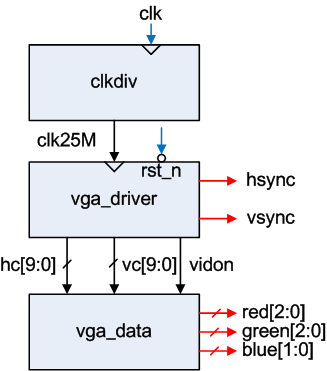 clk
clkdiv
clk25M
rst_n
vga_driver
hsync
vsync
hc[9:0] vc[9:0] vidon
vga_data
red[2:0]
green[2:0]
blue[1:0]